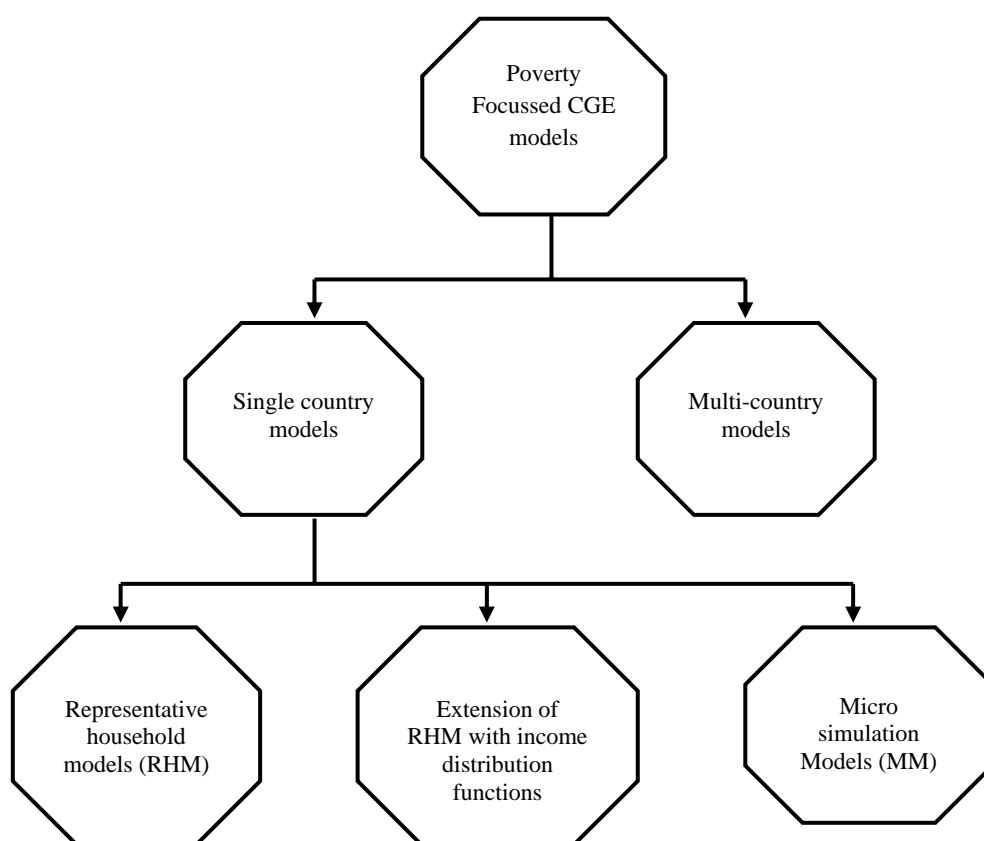 Poverty
Focussed CGE
models
Single country
models
Multi-country
models
Representative
household
models (RHM)
Extension of
RHM with income
distribution
functions
Micro
simulation
Models (MM)